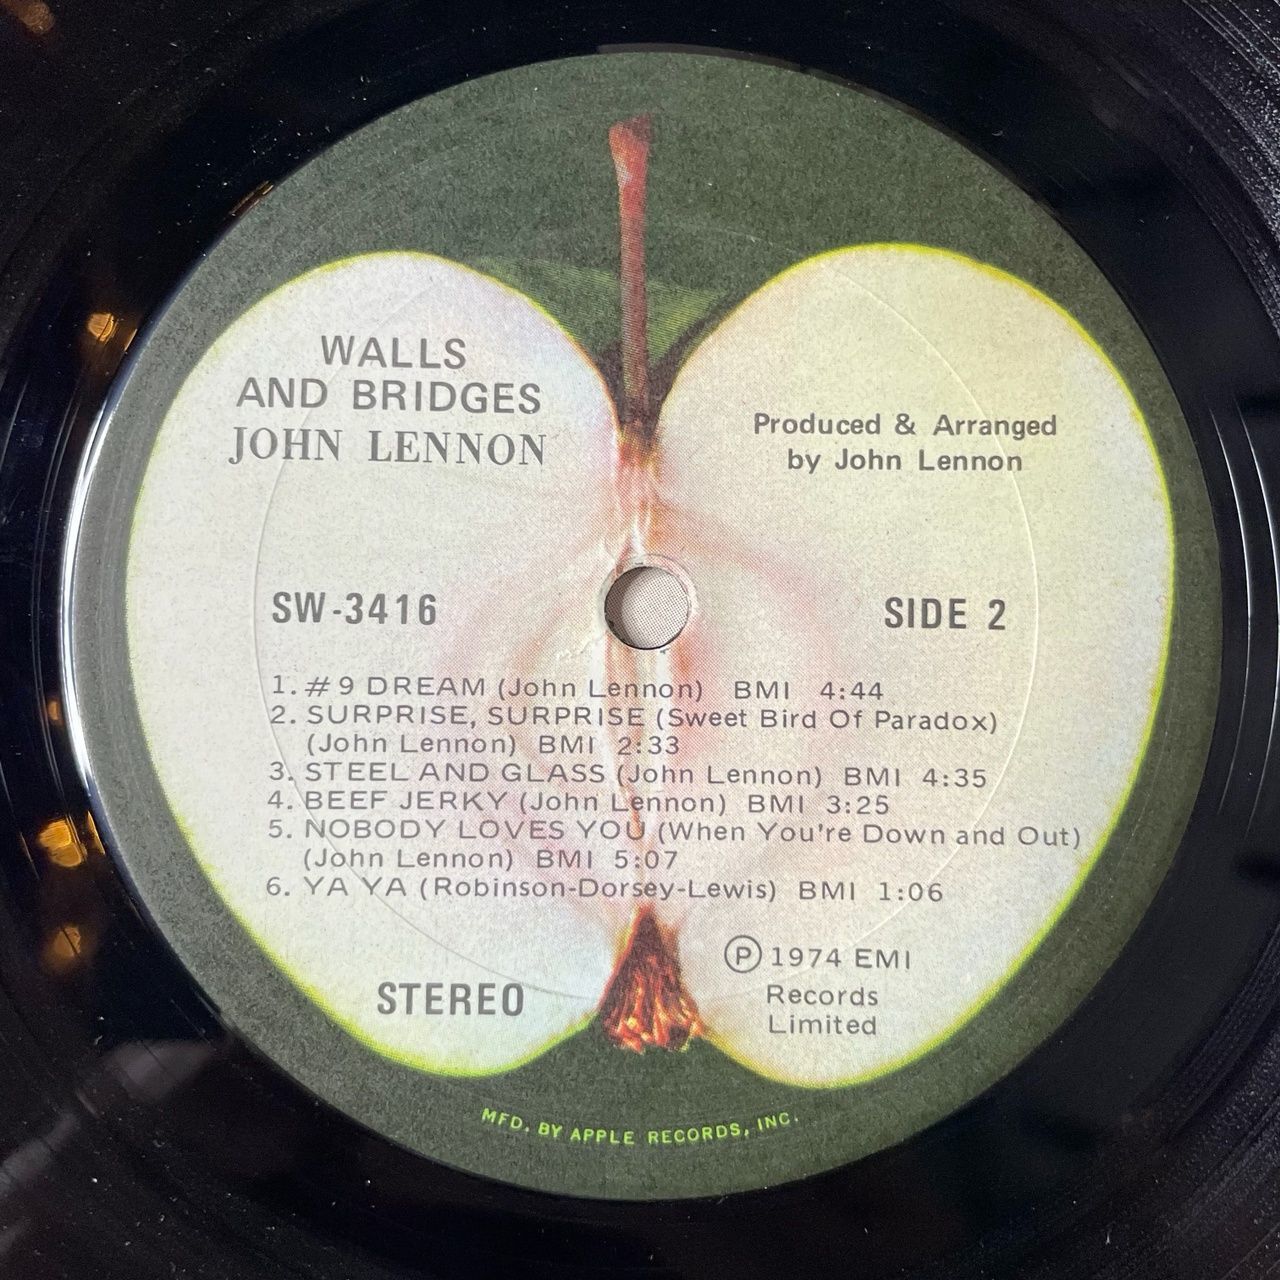 WALLS
AND BRIDGES
JOHN LENNON
Produced & Arranged
by John Lennon
SW-3416
SIDE 2
1. #9 DREAM (John Lennon) BMI 4:44
2. SURPRISE, SURPRISE (Sweet Bird Of Paradox)
(John Lennon) BMI 2:33
3. STEEL AND GLASS (John Lennon) BMI 4:35
4. BEEF JERKY (John Lennon) BMI 3:25
5. NOBODY LOVES YOU (When You're Down and Out)
(John Lennon) BMI 5:07
6. YA YA (Robinson-Dorsey-Lewis) BMI 1:06
STEREO
Ⓟ 1974 EMI
Records
Limited
MFD. BY APPLE RECORDS, INC.